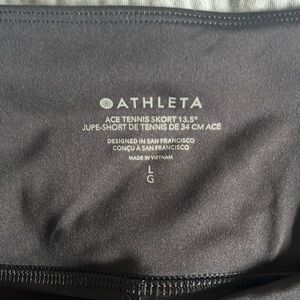 ATHLETA
ACE TENNIS SKORT 13.5"
JUPE-SHORT DE TENNIS DE 34 CM ACE
DESIGNED IN SAN FRANCISCO
CONÇU À SAN FRANCISCO
MADE IN VIETNAM
L
G